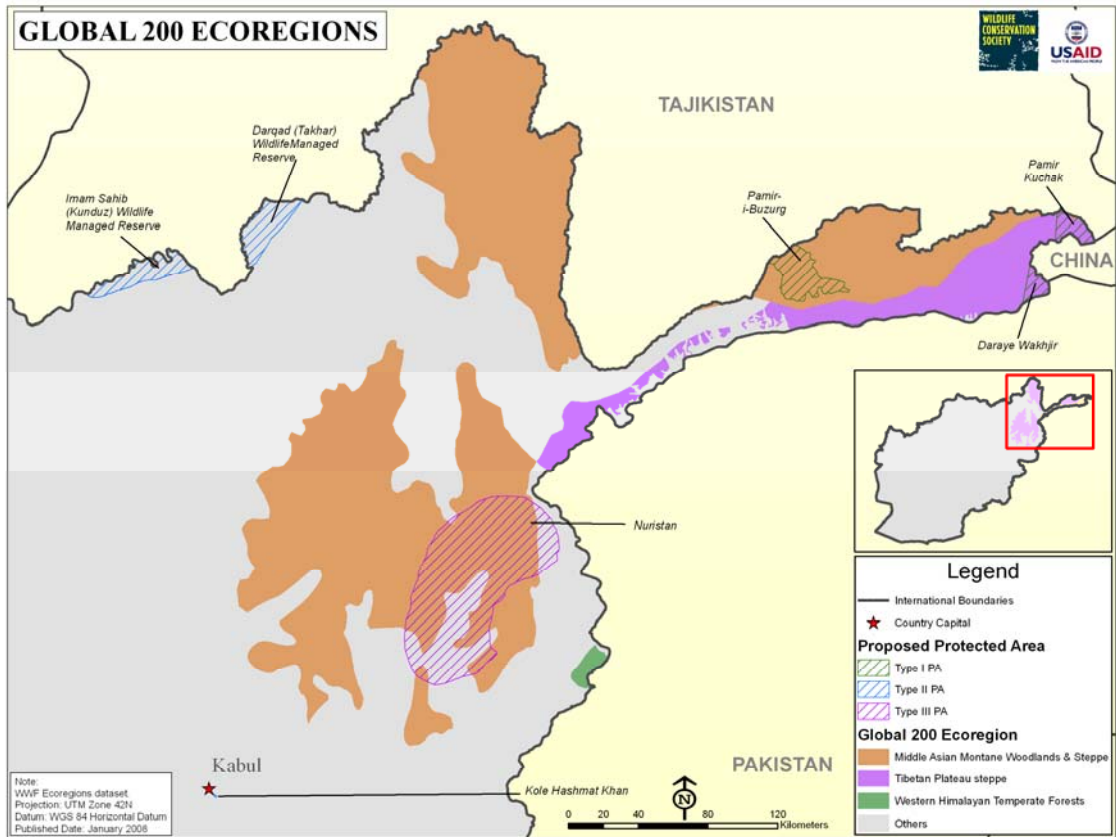 GLOBAL 200 ECOREGIONS
WILDLIFE
CONSERVATION
SOCIETY
USAID
FROM THE AMERICAN PEOPLE
TAJIKISTAN
Darqad (Takhar)
WildlifeManaged
Reserve
Imam Sahib
(Kunduz) Wildlife
Managed Reserve
Pamir-
i-Buzurg
Pamir
Kuchak
CHINA
Daraye Wakhjir
Nuristan
Kabul
Kole Hashmat Khan
PAKISTAN
N
0 20 40 80 120
Kilometers
Note:
WWF Ecoregions dataset.
Projection: UTM Zone 42N
Datum: WGS 84 Horizontal Datum
Published Date: January 2008
Legend
International Boundaries
Country Capital
Proposed Protected Area
Type I PA
Type II PA
Type III PA
Global 200 Ecoregion
Middle Asian Montane Woodlands & Steppe
Tibetan Plateau steppe
Western Himalayan Temperate Forests
Others